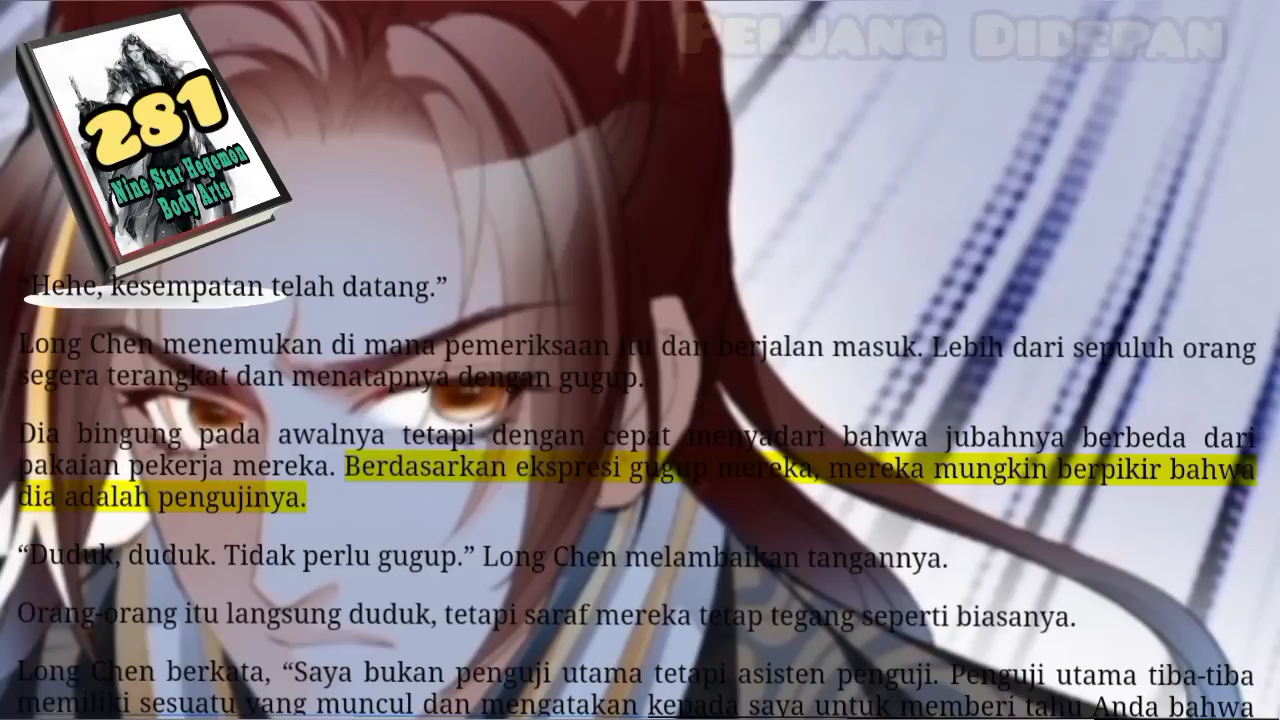 Peluang Didepan
281
Nine Star Hegemon
Body Arts
“Hehe, kesempatan telah datang.”
Long Chen menemukan di mana pemeriksaan itu dan berjalan masuk. Lebih dari sepuluh orang
segera terangkat dan menatapnya dengan gugup.
Dia bingung pada awalnya tetapi dengan cepat menyadari bahwa jubahnya berbeda dari
pakaian pekerja mereka. Berdasarkan ekspresi gugup mereka, mereka mungkin berpikir bahwa
dia adalah pengujinya.
“Duduk, duduk. Tidak perlu gugup.” Long Chen melambaikan tangannya.
Orang-orang itu langsung duduk, tetapi saraf mereka tetap tegang seperti biasanya.
Long Chen berkata, “Saya bukan penguji utama tetapi asisten penguji. Penguji utama tiba-tiba
memiliki sesuatu yang muncul dan mengatakan kepada saya untuk memberi tahu Anda bahwa